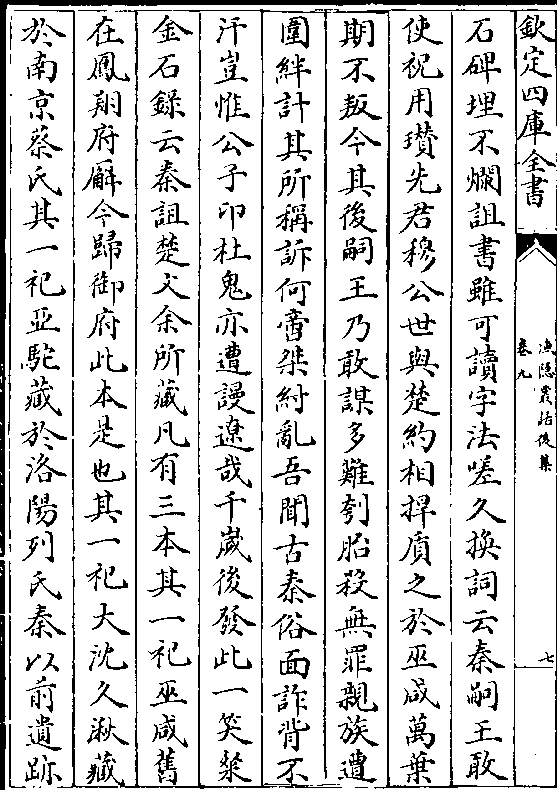 欽定四庫全書
漁隠叢話後集
卷九
七
石碑埋不爛詛書雖可讀字法嗟久換詞云秦嗣王敢
使祝用瓚先君穆公世與楚約相捍質之於巫咸萬葉
期不叛今其後嗣王乃敢謀多難刳胎殺無罪親族遭
圍絆計其所稱訴何啻桀紂亂吾聞古秦俗面詐背不
汗豈惟公子卬杜鬼亦遭謾遼哉千嵗後發此一笑粲
金石録云秦詛楚文余所藏凡有三本其一祀巫咸舊
在鳳翔府廨今歸御府此本是也其一祀大沈久湫藏
於南京蔡氏其一祀亞駝藏於洛陽列氏秦以前遺跡